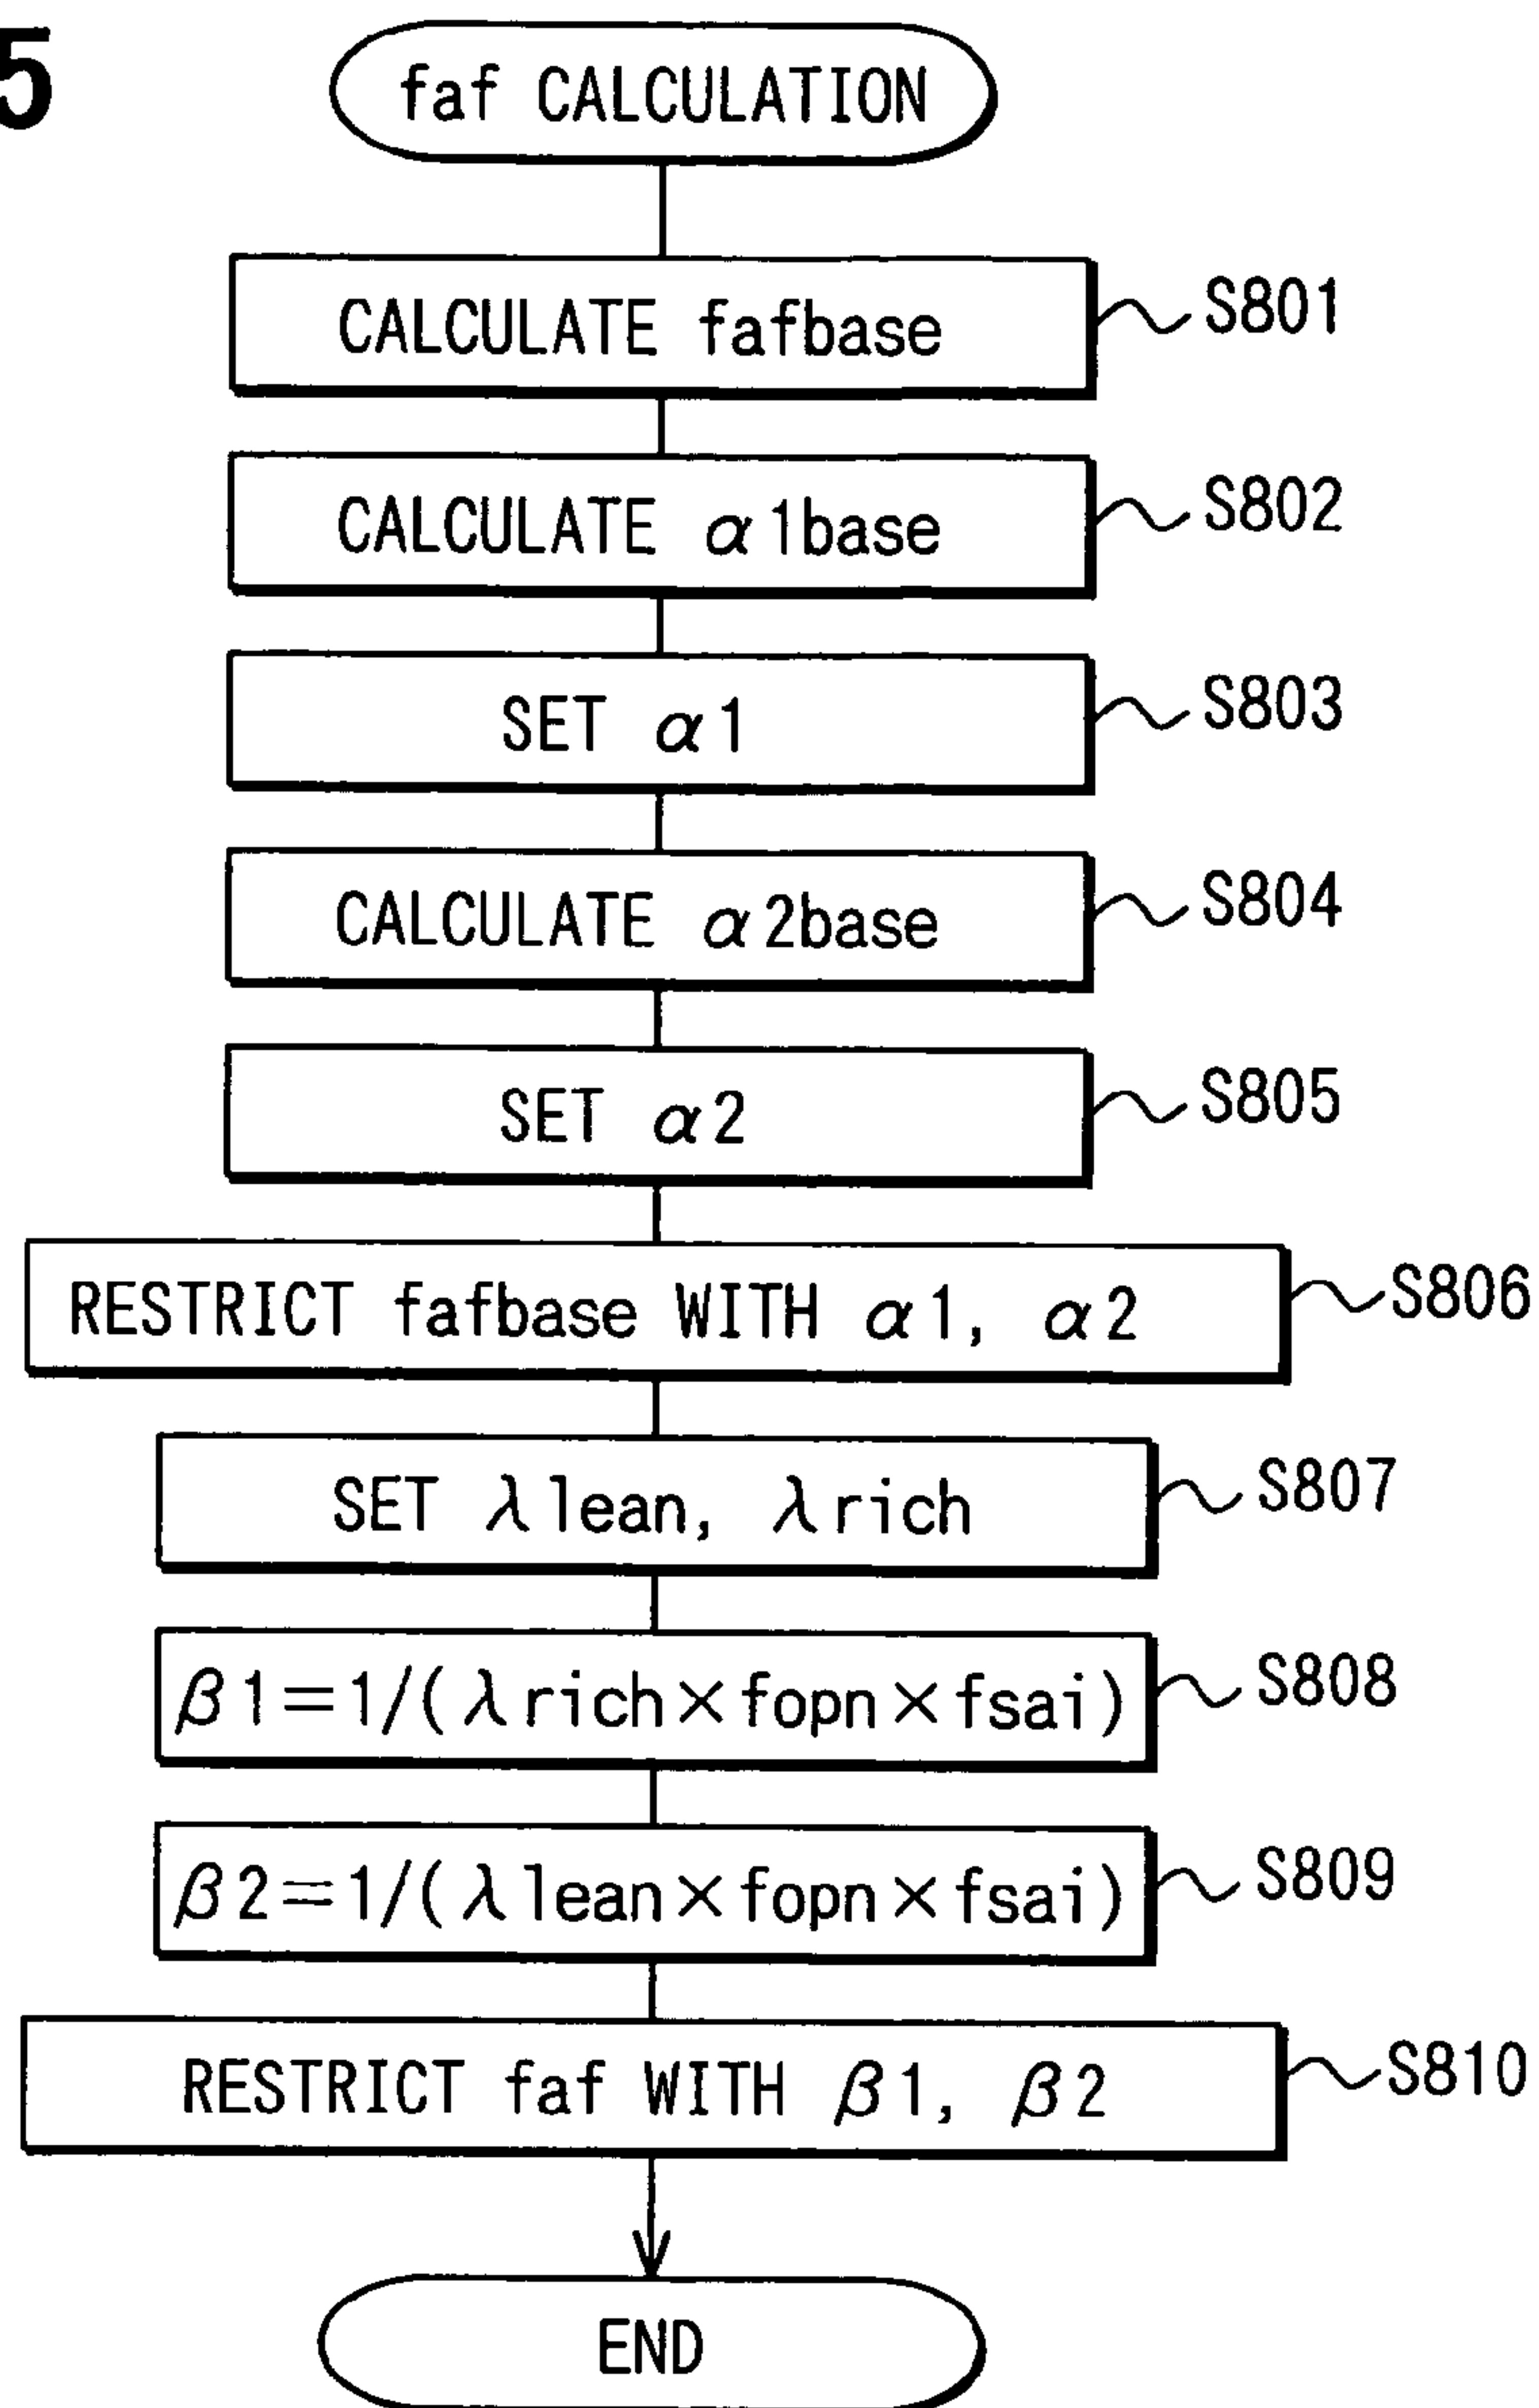 5
faf CALCULATION
CALCULATE fafbase
S801
CALCULATE α1base
S802
SET α1
S803
CALCULATE α2base
S804
SET α2
S805
RESTRICT fafbase WITH α1, α2
S806
SET λlean, λrich
S807
β1=1/(λrich×fopn×fsai)
S808
β2=1/(λlean×fopn×fsai)
S809
RESTRICT faf WITH β1, β2
S810
END